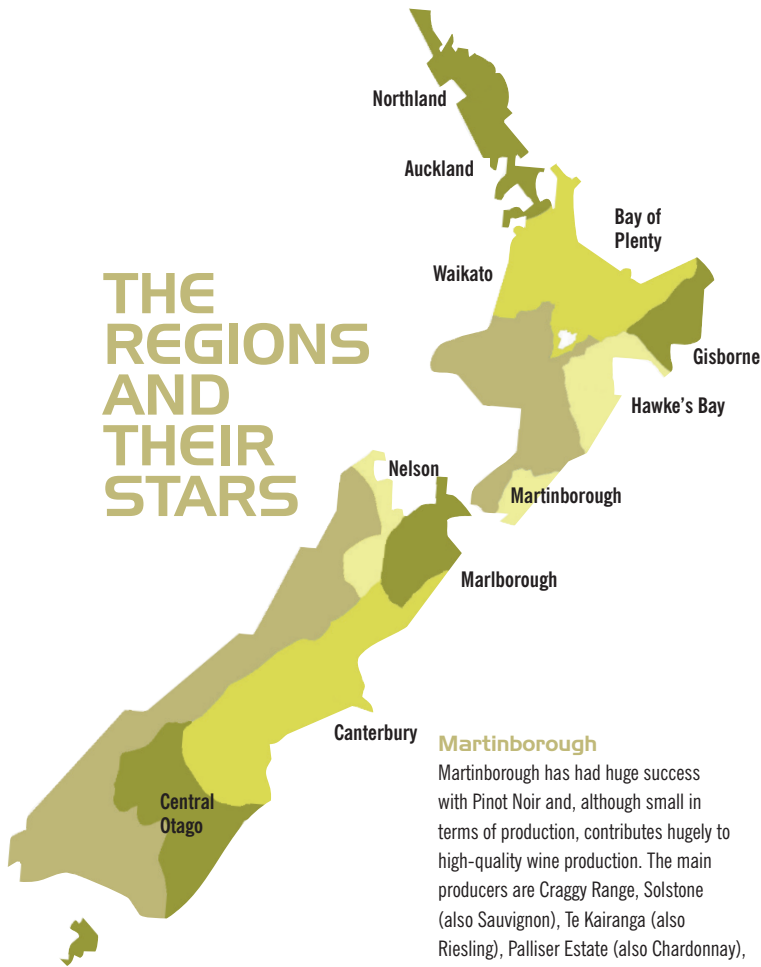 Northland
Auckland
Bay of
Plenty
Waikato
THE
REGIONS
AND
THEIR
STARS
Gisborne
Hawke's Bay
Nelson
Martinborough
Marlborough
Canterbury
Central
Otago
Martinborough
Martinborough has had huge success
with Pinot Noir and, although small in
terms of production, contributes hugely to
high-quality wine production. The main
producers are Craggy Range, Solstone
(also Sauvignon), Te Kairanga (also
Riesling), Palliser Estate (also Chardonnay),